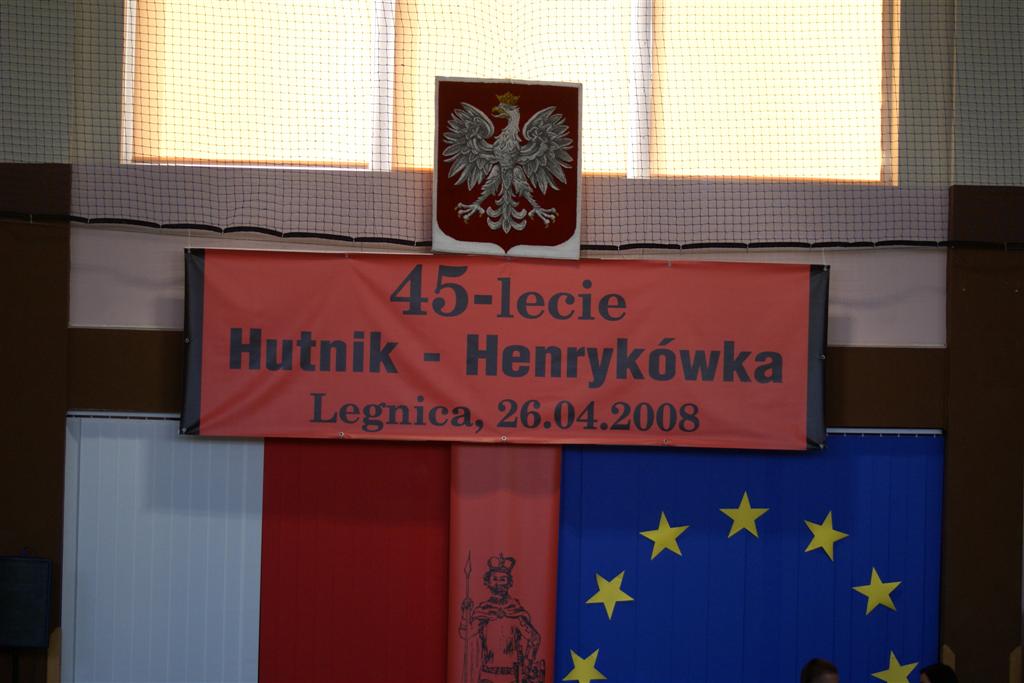 45-lecie
Hutnik - Henrykówka
Legnica, 26.04.2008